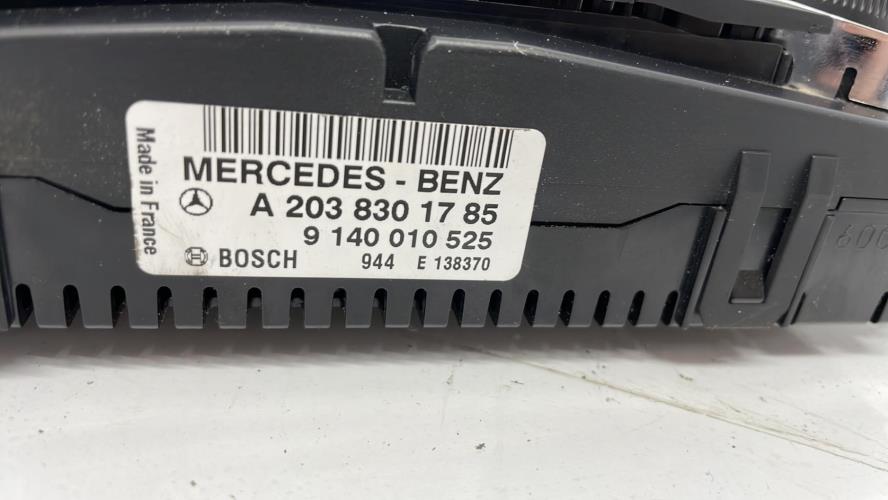 Made in France
MERCEDES - BENZ
A 203 830 17 85
9 140 010 525
BOSCH 944 E 138370